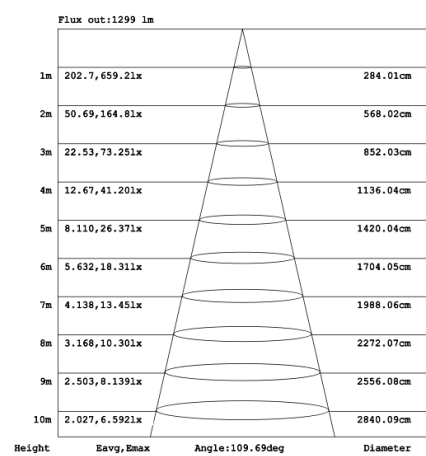 Flux out:1299 lm
1m 202.7,659.2lx 284.01cm
2m 50.69,164.8lx 568.02cm
3m 22.53,73.25lx 852.03cm
4m 12.67,41.20lx 1136.04cm
5m 8.110,26.37lx 1420.04cm
6m 5.632,18.31lx 1704.05cm
7m 4.138,13.45lx 1988.06cm
8m 3.168,10.30lx 2272.07cm
9m 2.503,8.139lx 2556.08cm
10m 2.027,6.592lx 2840.09cm
Height Eavg,Emax Angle:109.69deg Diameter